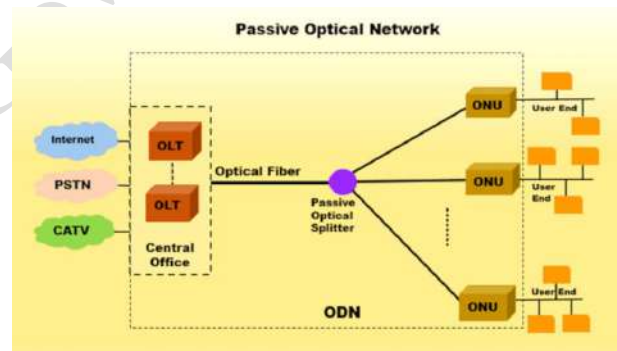 Passive Optical Network
Internet
PSTN
CATV
OLT
OLT
Central
Office
Optical Fiber
Passive
Optical
Splitter
ONU
User End
ONU
User
End
ONU
User End
ODN